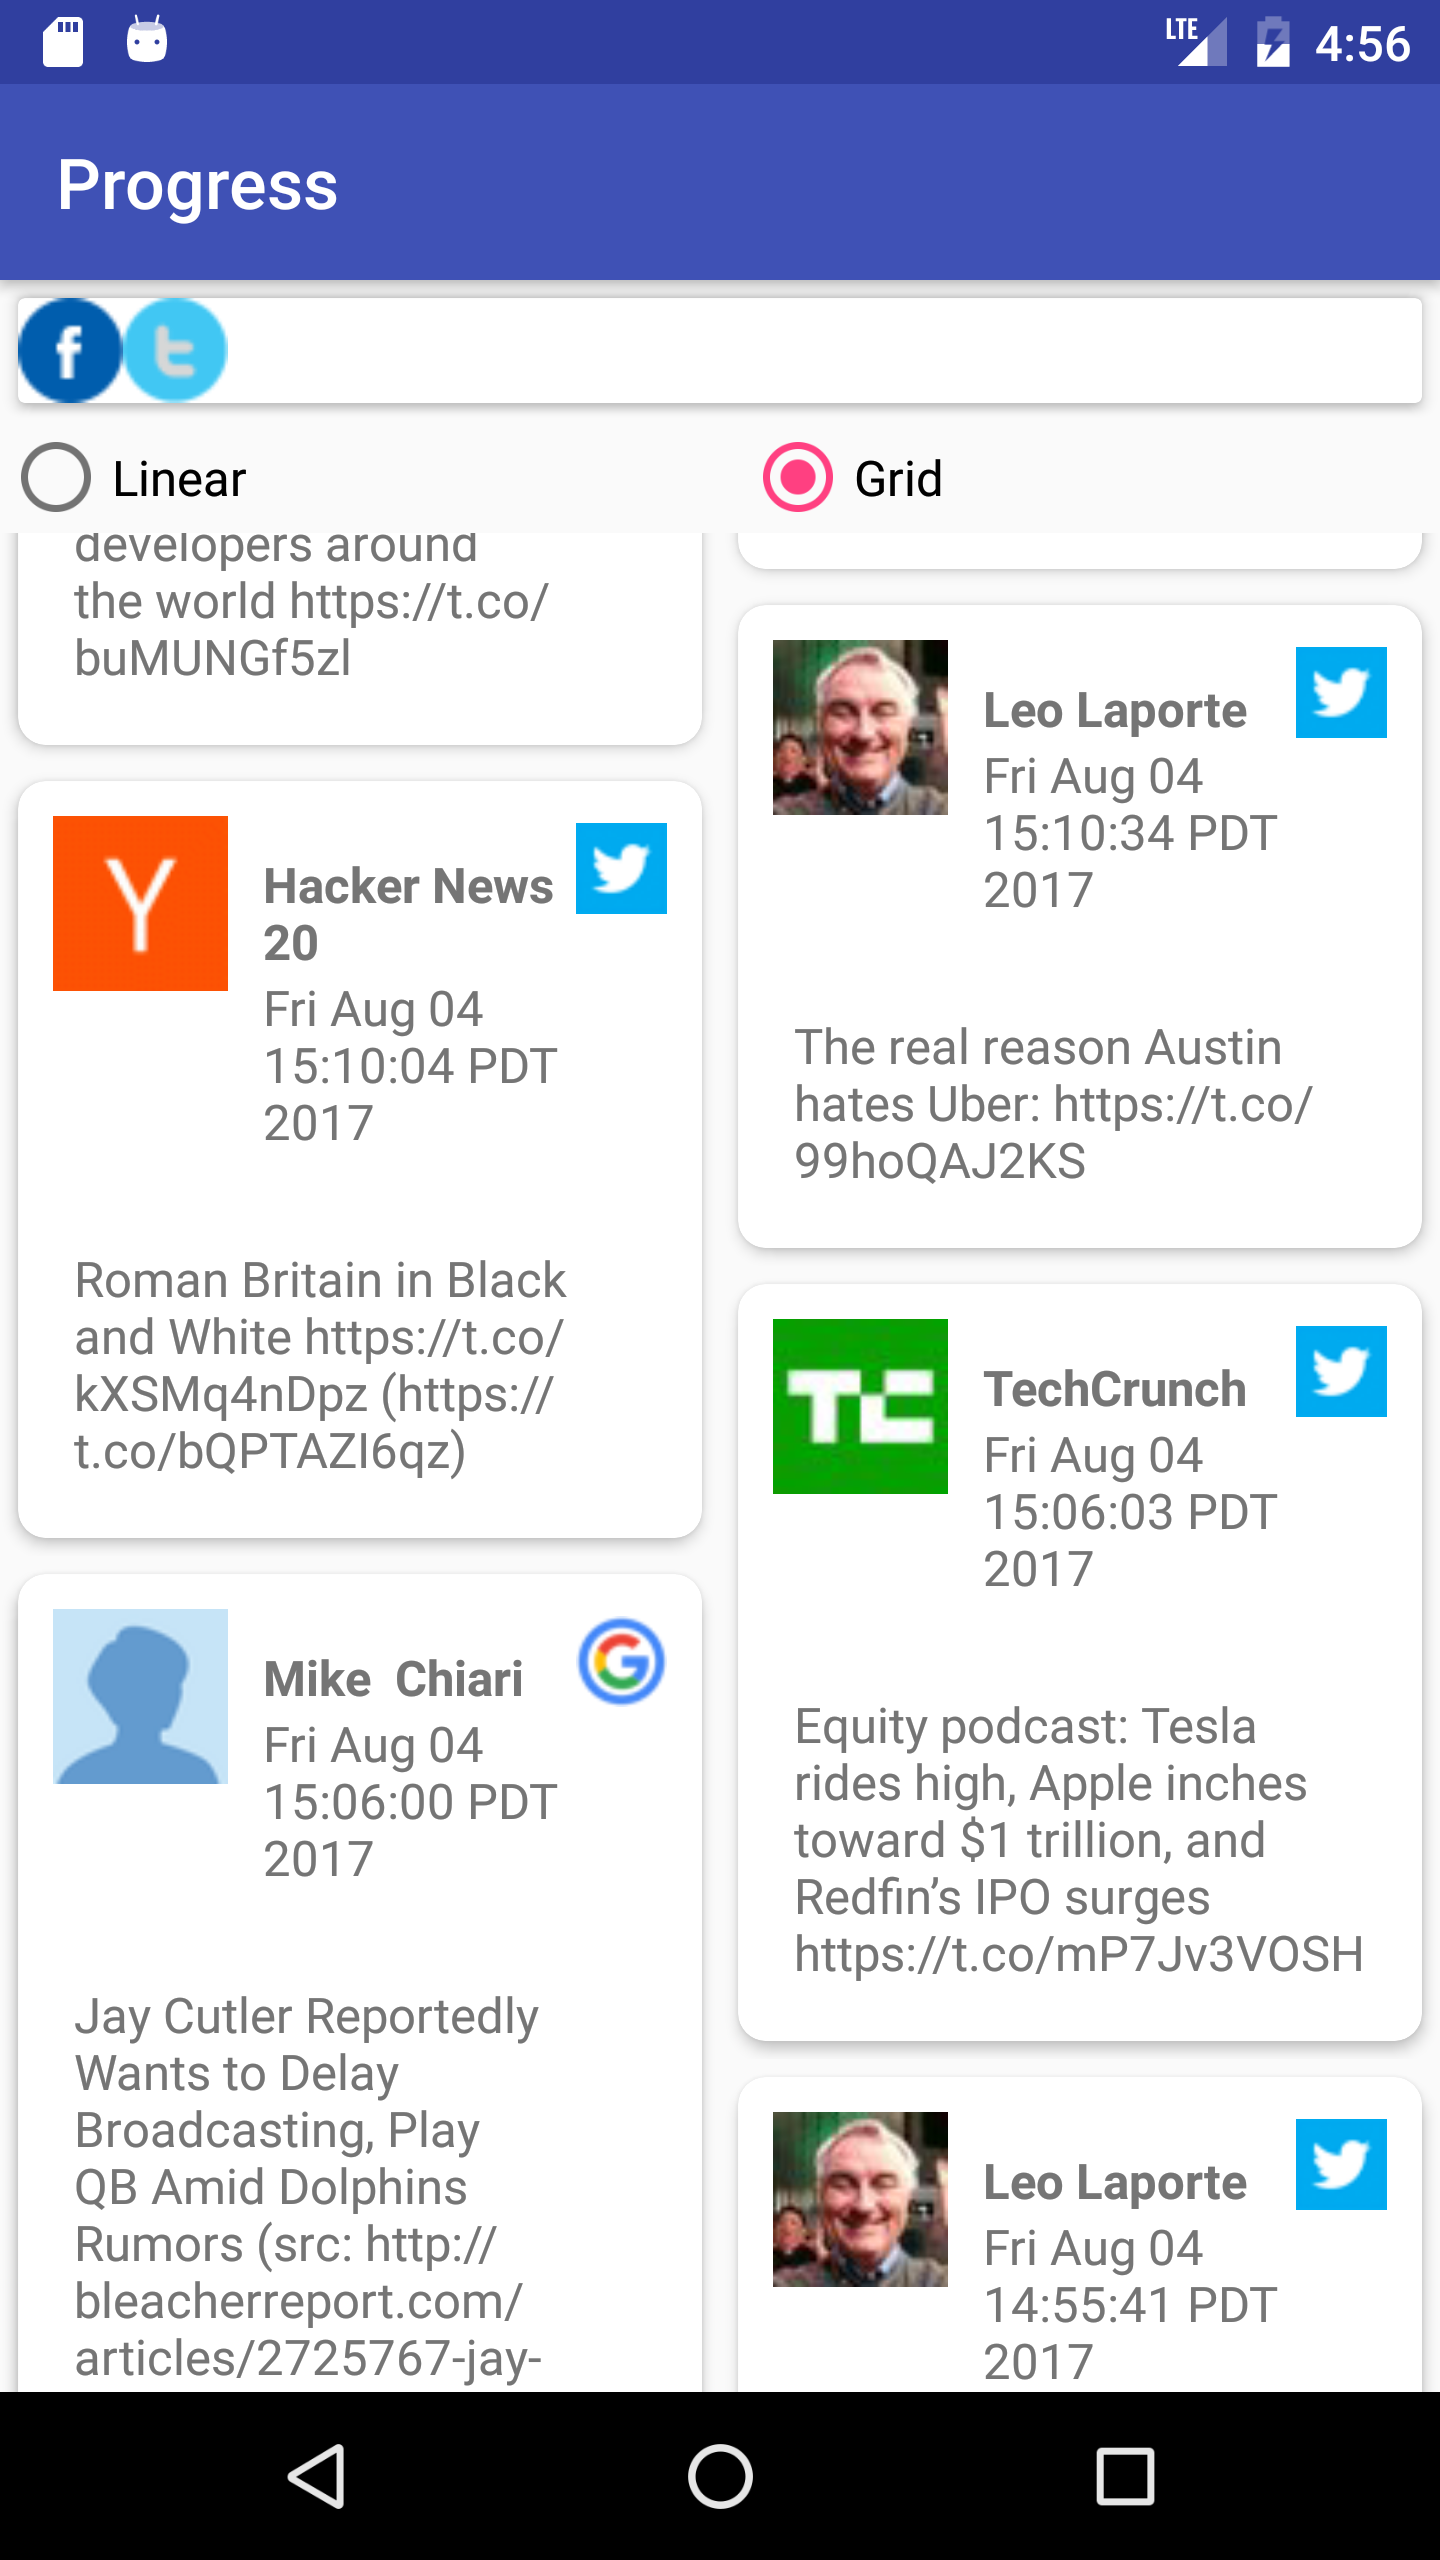 LTE 4:56
Progress
f t
Linear
Grid
developers around
the world https://t.co/
buMUNGf5zl
Y
Hacker News
20
Fri Aug 04
15:10:04 PDT
2017
Roman Britain in Black
and White https://t.co/
kXSMq4nDpz (https://
t.co/bQPTAZI6qz)
G
Mike  Chiari
Fri Aug 04
15:06:00 PDT
2017
Jay Cutler Reportedly
Wants to Delay
Broadcasting, Play
QB Amid Dolphins
Rumors (src: http://
bleacherreport.com/
articles/2725767-jay-
Leo Laporte
Fri Aug 04
15:10:34 PDT
2017
The real reason Austin
hates Uber: https://t.co/
99hoQAJ2KS
TC
TechCrunch
Fri Aug 04
15:06:03 PDT
2017
Equity podcast: Tesla
rides high, Apple inches
toward $1 trillion, and
Redfin’s IPO surges
https://t.co/mP7Jv3VOSH
Leo Laporte
Fri Aug 04
14:55:41 PDT
2017